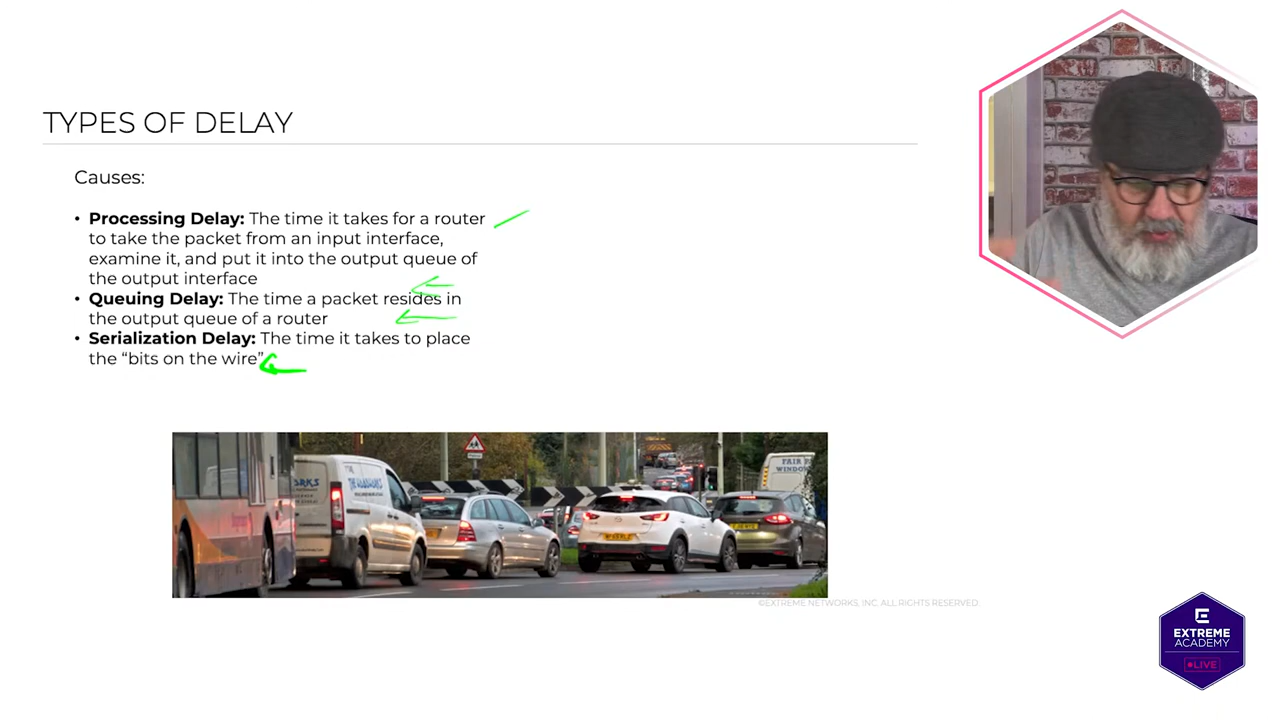 TYPES OF DELAY
Causes:
• Processing Delay: The time it takes for a router
to take the packet from an input interface,
examine it, and put it into the output queue of
the output interface
• Queuing Delay: The time a packet resides in
the output queue of a router
• Serialization Delay: The time it takes to place
the “bits on the wire”
FAIR
WINDOW
©EXTREME NETWORKS, INC. ALL RIGHTS RESERVED.
E
EXTREME
ACADEMY
LIVE